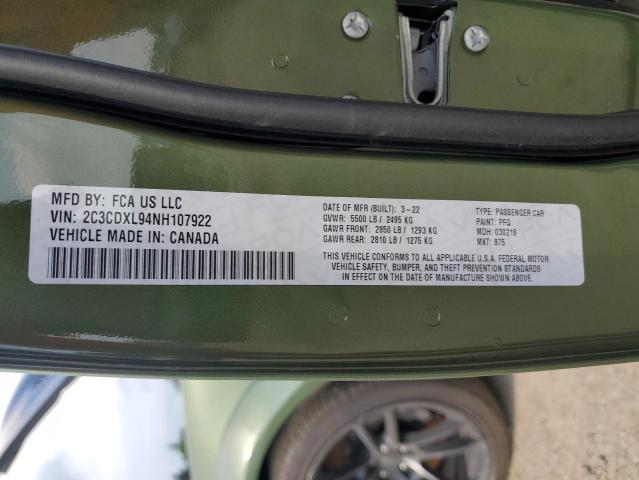 MFD BY: FCA US LLC
VIN: 2C3CDXL94NH107922
VEHICLE MADE IN: CANADA
DATE OF MFR (BUILT): 3-22
GVWR: 5500 LB / 2495 KG
GAWR FRONT: 2850 LB / 1293 KG
GAWR REAR: 2810 LB / 1275 KG
TYPE: PASSENGER CAR
PAINT: PFQ
MDH: 030216
MKT: 875
THIS VEHICLE CONFORMS TO ALL APPLICABLE U.S.A. FEDERAL MOTOR
VEHICLE SAFETY, BUMPER, AND THEFT PREVENTION STANDARDS
IN EFFECT ON THE DATE OF MANUFACTURE SHOWN ABOVE.